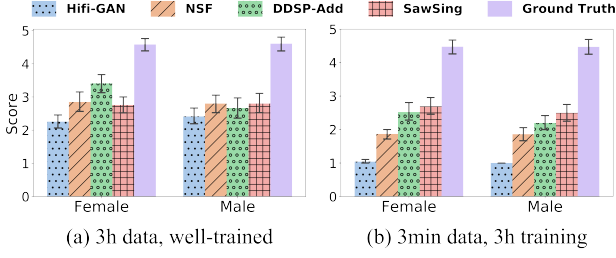 Hifi-GAN NSF DDSP-Add SawSing Ground Truth
Score
5
4
3
2
1
0
Female Male
(a) 3h data, well-trained
5
4
3
2
1
0
Female Male
(b) 3min data, 3h training